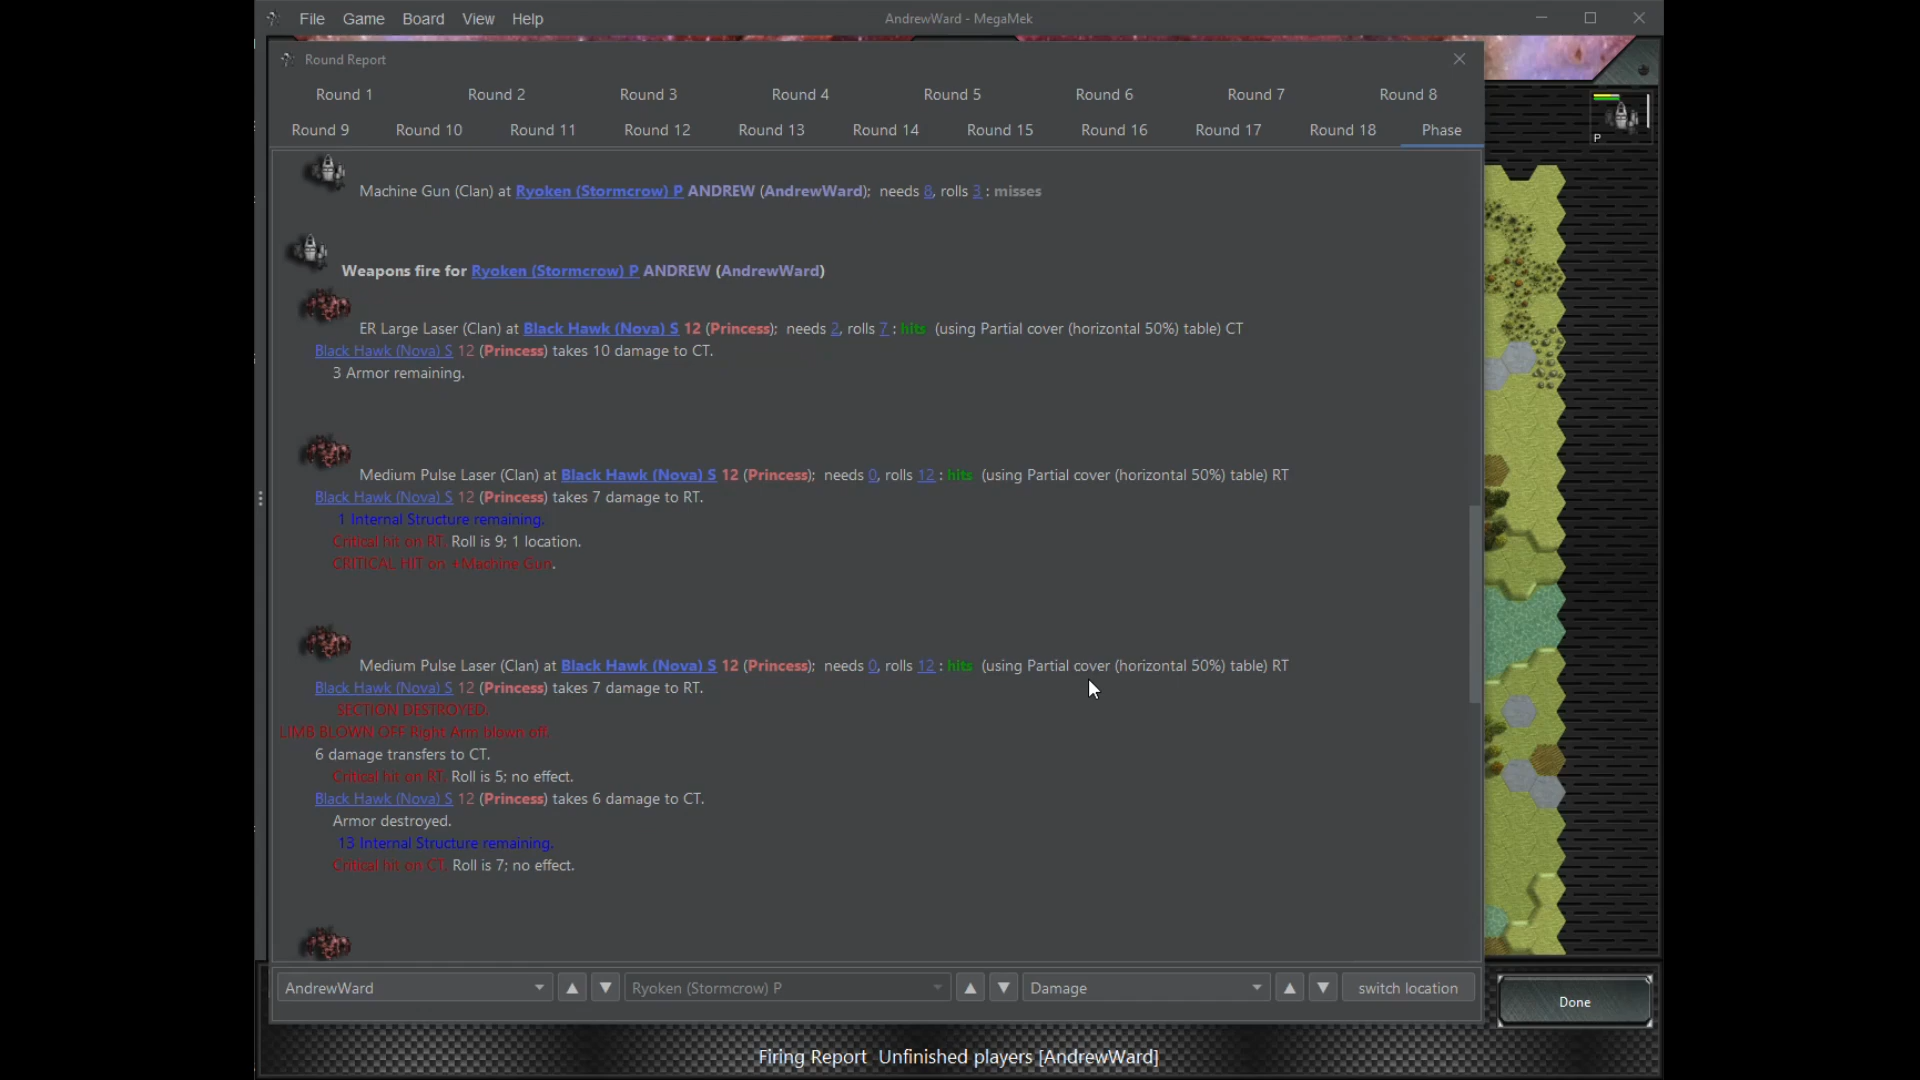 File Game Board View Help AndrewWard - MegaMek
Round Report
Round 1 Round 2 Round 3 Round 4 Round 5 Round 6 Round 7 Round 8
Round 9 Round 10 Round 11 Round 12 Round 13 Round 14 Round 15 Round 16 Round 17 Round 18 Phase
P
Machine Gun (Clan) at Ryoken (Stormcrow) P ANDREW (AndrewWard); needs 8, rolls 3 : misses
Weapons fire for Ryoken (Stormcrow) P ANDREW (AndrewWard)
ER Large Laser (Clan) at Black Hawk (Nova) S 12 (Princess); needs 2, rolls 7 : hits (using Partial cover (horizontal 50%) table) CT
Black Hawk (Nova) S 12 (Princess) takes 10 damage to CT.
3 Armor remaining.
Medium Pulse Laser (Clan) at Black Hawk (Nova) S 12 (Princess); needs 0, rolls 12 : hits (using Partial cover (horizontal 50%) table) RT
Black Hawk (Nova) S 12 (Princess) takes 7 damage to RT.
1 Internal Structure remaining.
Critical hit on RT. Roll is 9; 1 location.
CRITICAL HIT on +Machine Gun.
Medium Pulse Laser (Clan) at Black Hawk (Nova) S 12 (Princess); needs 0, rolls 12 : hits (using Partial cover (horizontal 50%) table) RT
Black Hawk (Nova) S 12 (Princess) takes 7 damage to RT.
SECTION DESTROYED.
LIMB BLOWN OFF Right Arm blown off.
6 damage transfers to CT.
Critical hit on RT. Roll is 5; no effect.
Black Hawk (Nova) S 12 (Princess) takes 6 damage to CT.
Armor destroyed.
13 Internal Structure remaining.
Critical hit on CT. Roll is 7; no effect.
AndrewWard Ryoken (Stormcrow) P Damage switch location
Done
Firing Report Unfinished players [AndrewWard]